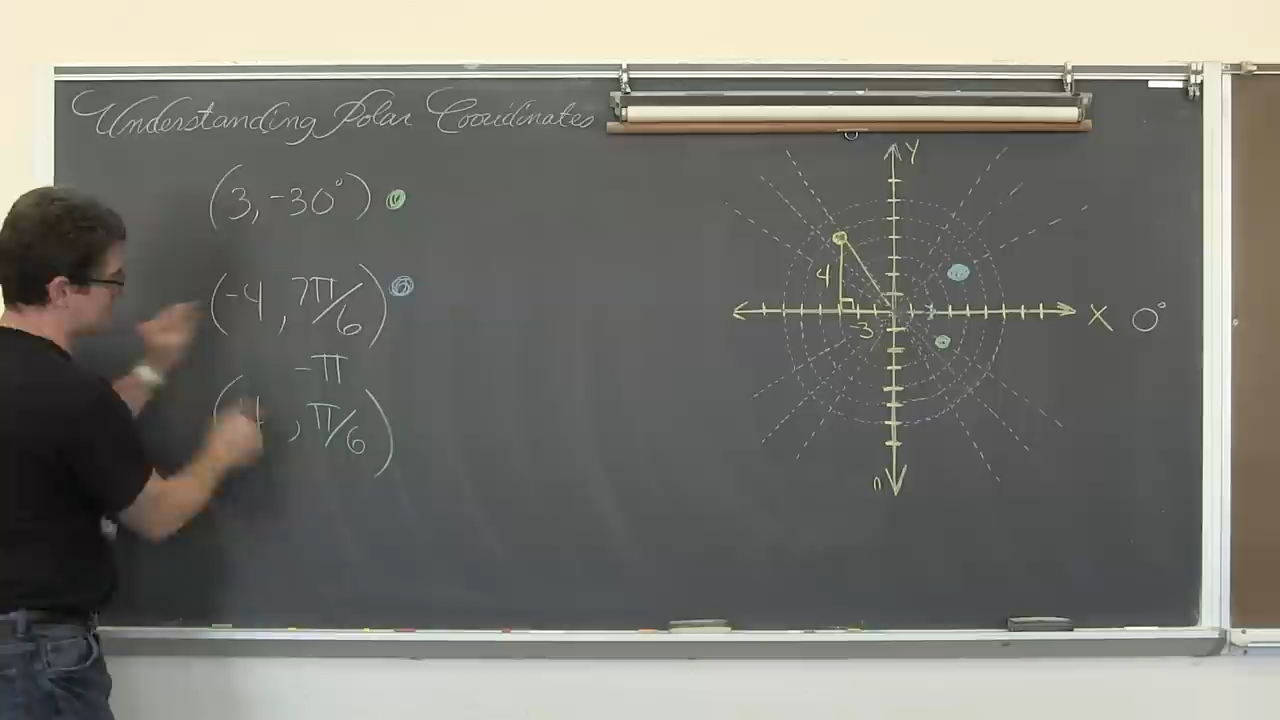 Understanding Polar Coordinates
(3, -30°)
(-4, 7π/6)
-π
(4, π/6)
Y
4
-3
X 0°